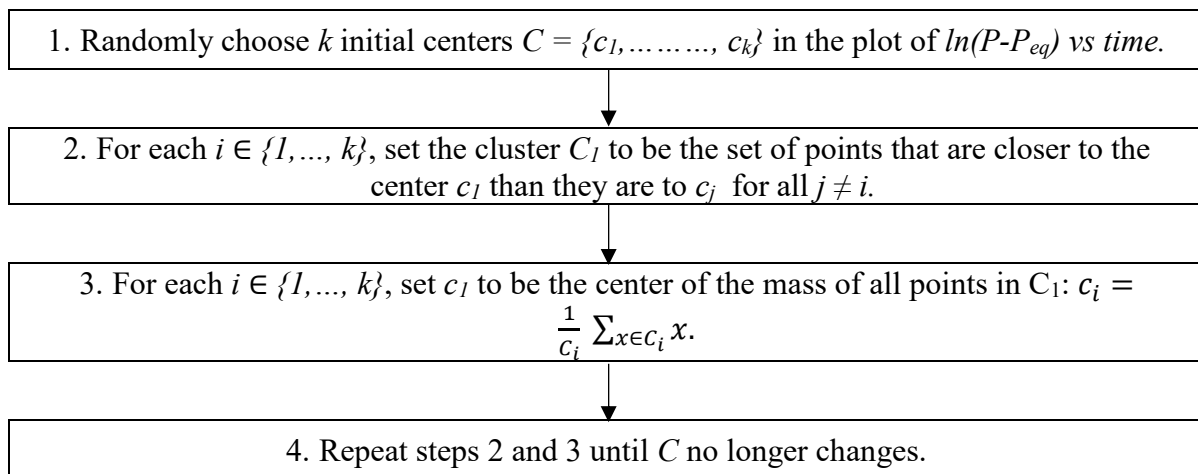 1. Randomly choose k initial centers C = {c₁,………, cₖ} in the plot of ln(P-Pₑq) vs time.
2. For each i ∈ {1,..., k}, set the cluster C₁ to be the set of points that are closer to the
center c₁ than they are to cⱼ for all j ≠ i.
3. For each i ∈ {1,..., k}, set c₁ to be the center of the mass of all points in C₁: cᵢ =
1/Cᵢ ∑ₓ∈Cᵢ x.
4. Repeat steps 2 and 3 until C no longer changes.